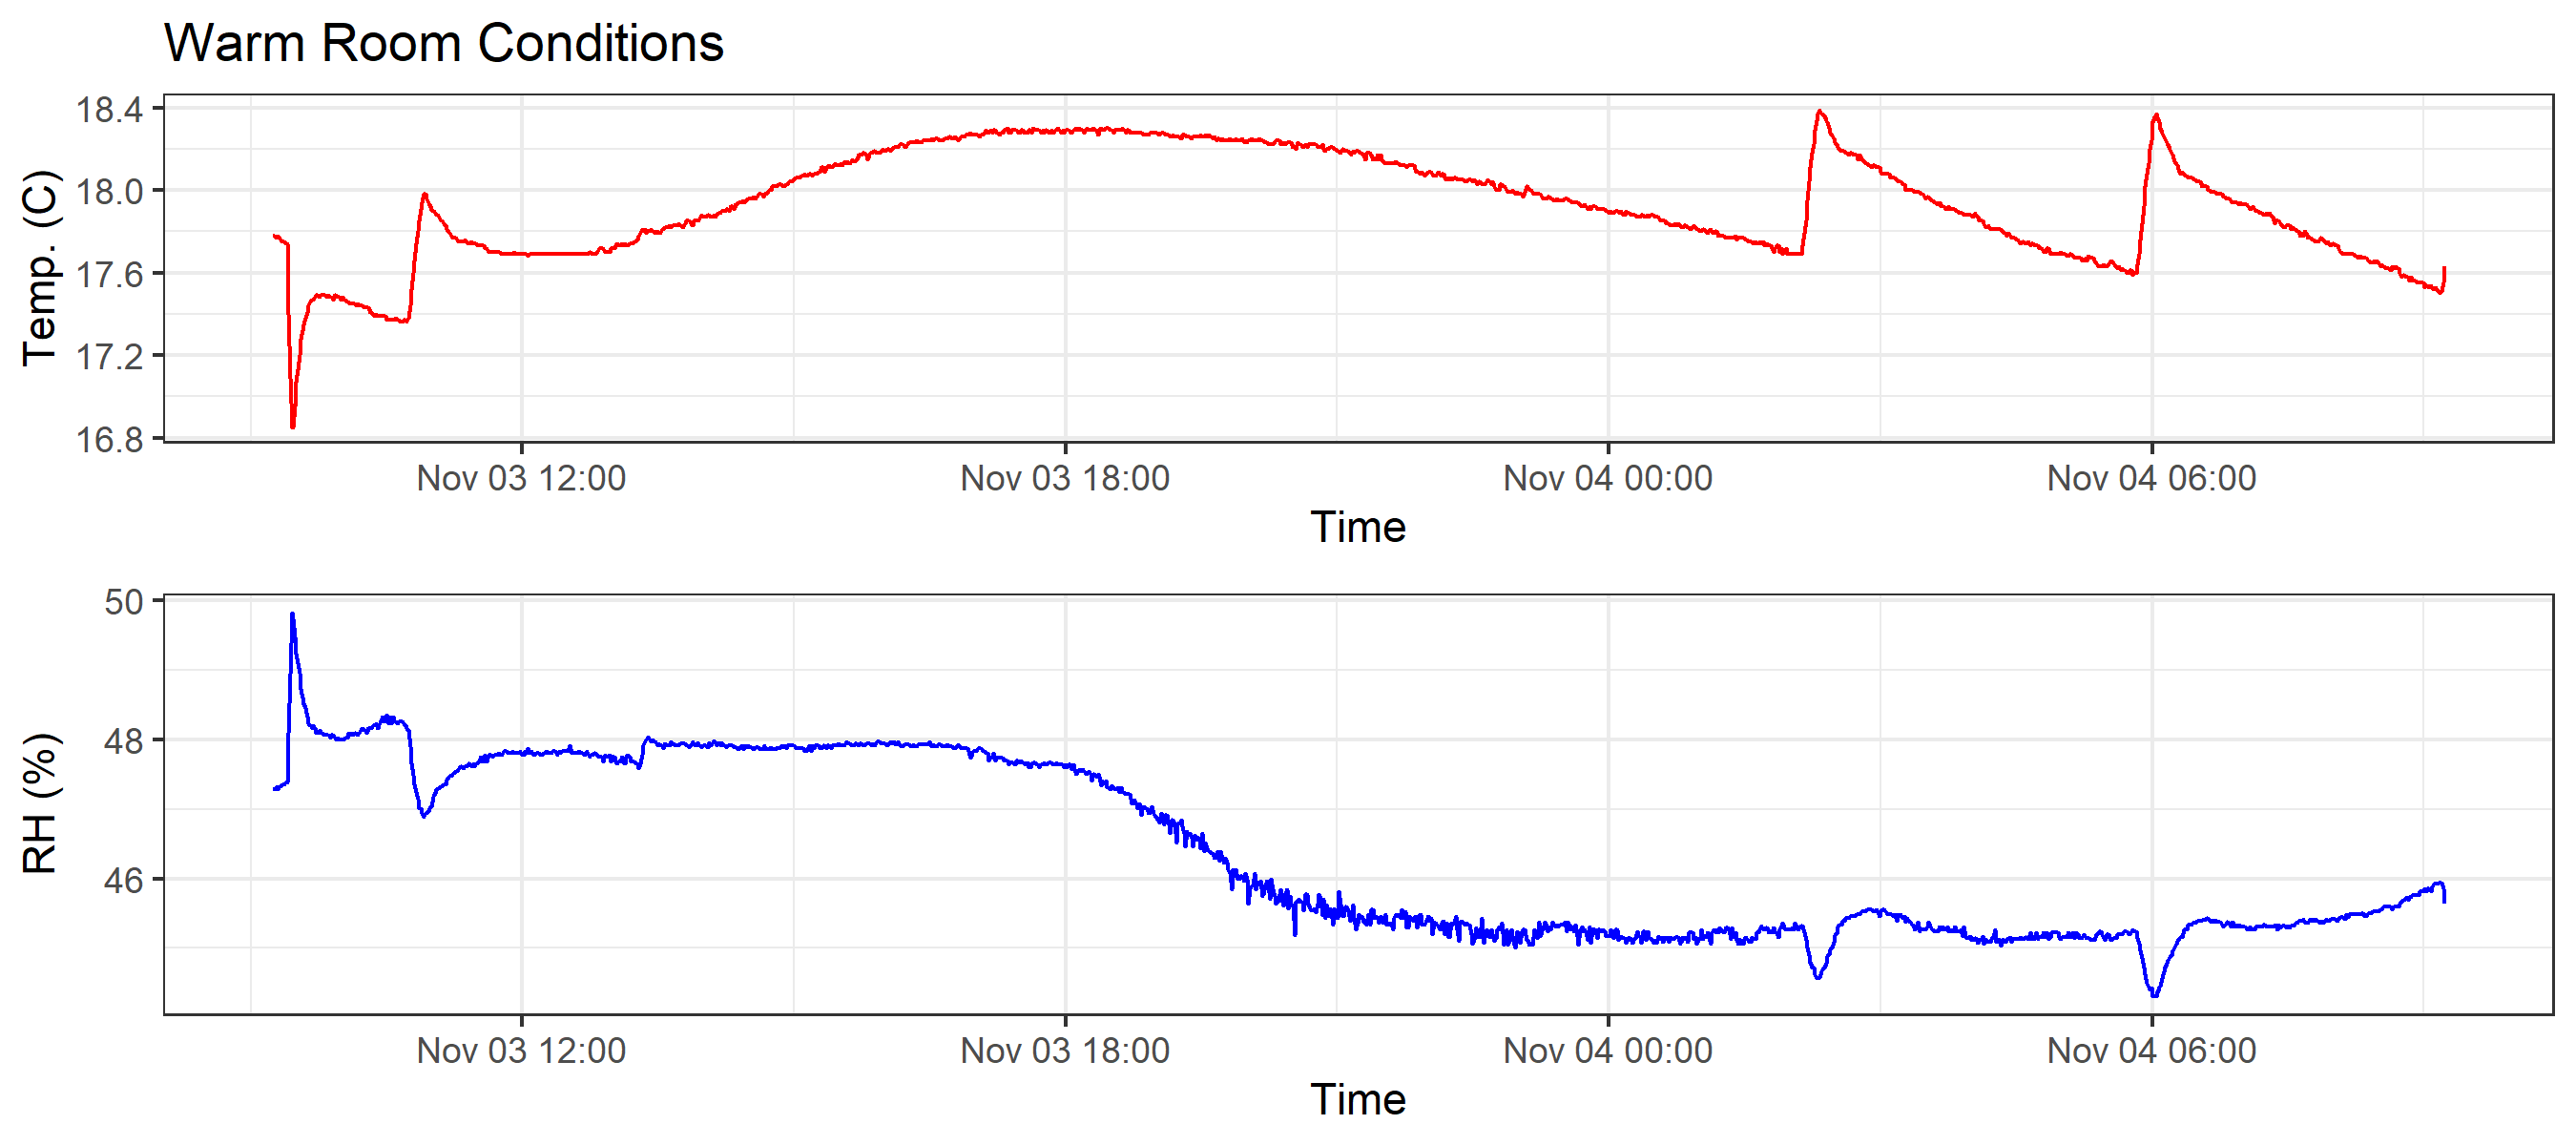 Warm Room Conditions
Temp. (C)
18.4
18.0
17.6
17.2
16.8
Nov 03 12:00 Nov 03 18:00 Nov 04 00:00 Nov 04 06:00
Time
RH (%)
50
48
46
Nov 03 12:00 Nov 03 18:00 Nov 04 00:00 Nov 04 06:00
Time